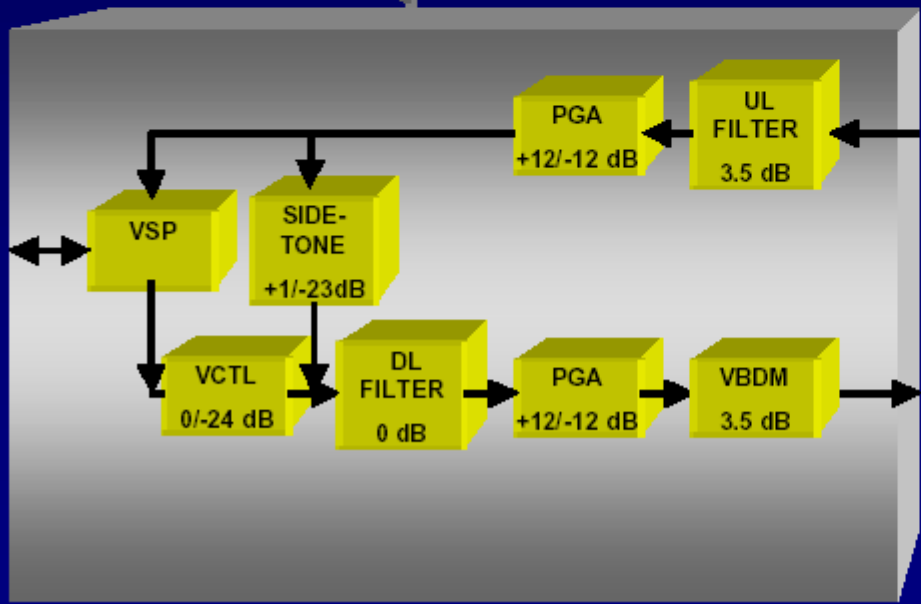 PGA
+12/-12 dB
UL
FILTER
3.5 dB
VSP
SIDE-
TONE
+1/-23dB
VCTL
0/-24 dB
DL
FILTER
0 dB
PGA
+12/-12 dB
VBDM
3.5 dB